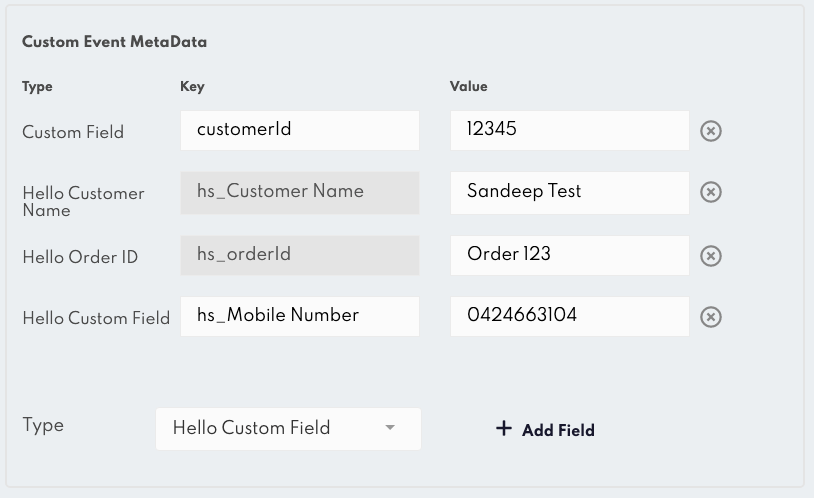 Custom Event MetaData
Type Key Value
Custom Field customerId 12345
Hello Customer Name hs_Customer Name Sandeep Test
Hello Order ID hs_orderId Order 123
Hello Custom Field hs_Mobile Number 0424663104
Type Hello Custom Field + Add Field